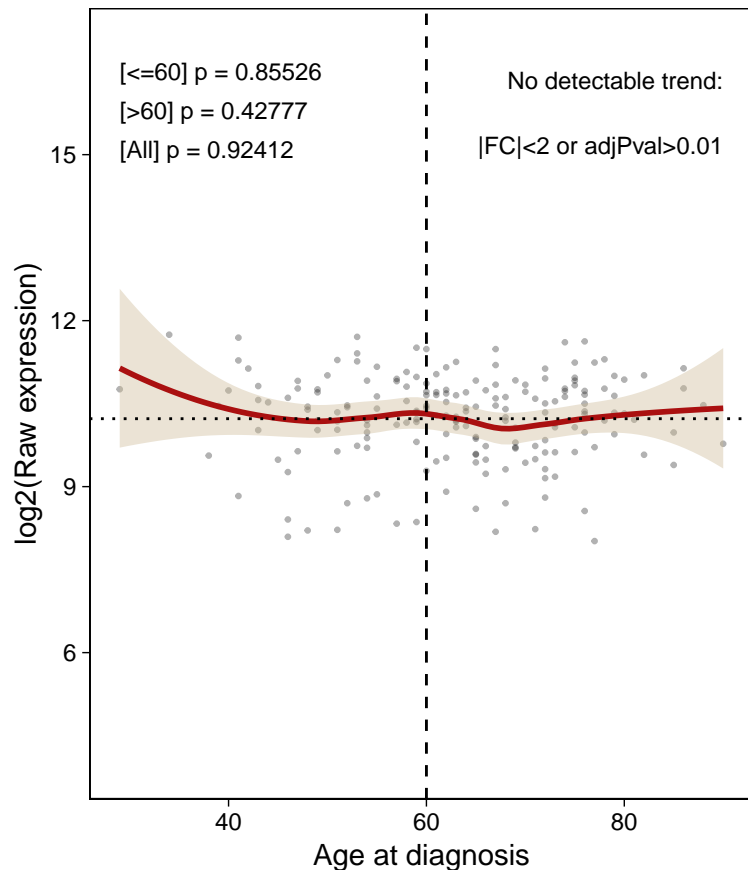 [<=60] p = 0.85526
[>60] p = 0.42777
[All] p = 0.92412
No detectable trend:
|FC|<2 or adjPval>0.01
log2(Raw expression)
15
12
9
6
40
60
80
Age at diagnosis